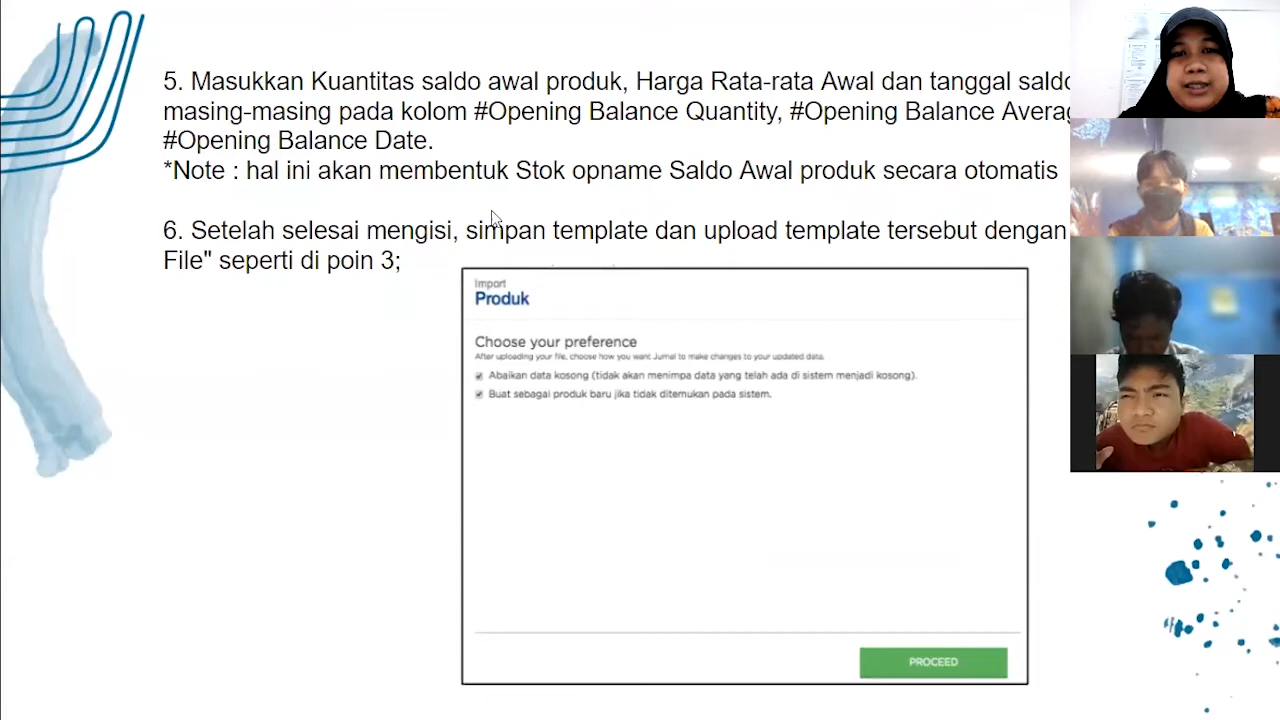 5. Masukkan Kuantitas saldo awal produk, Harga Rata-rata Awal dan tanggal saldo
masing-masing pada kolom #Opening Balance Quantity, #Opening Balance
#Opening Balance Date.
*Note : hal ini akan membentuk Stok opname Saldo Awal produk secara otomatis
6. Setelah selesai mengisi, simpan template dan upload template tersebut dengan
File" seperti di poin 3;
Import
Produk
Choose your preference
After uploading your file, choose how you want Jurnal to make changes to your updated data.
Abaikan data kosong (tidak akan menimpa data yang telah ada di sistem menjadi kosong).
Buat sebagai produk baru jika tidak ditemukan pada sistem.
PROCEED